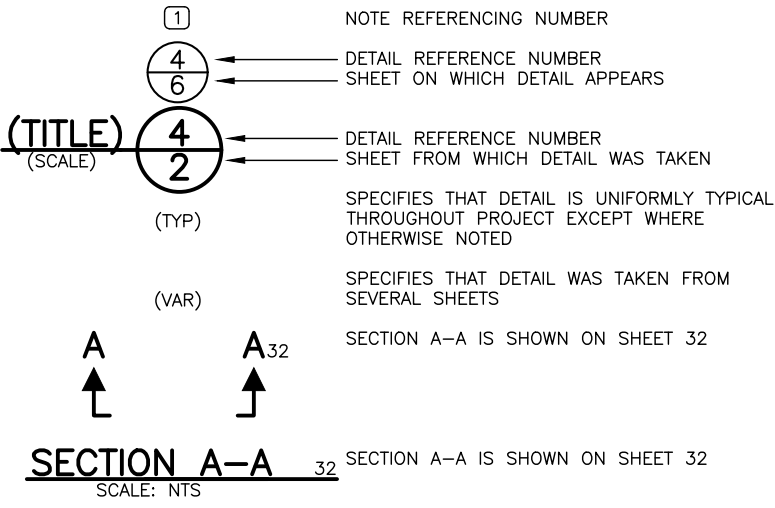 1 NOTE REFERENCING NUMBER
4 DETAIL REFERENCE NUMBER
6 SHEET ON WHICH DETAIL APPEARS
(TITLE) 4 DETAIL REFERENCE NUMBER
(SCALE) 2 SHEET FROM WHICH DETAIL WAS TAKEN
(TYP) SPECIFIES THAT DETAIL IS UNIFORMLY TYPICAL
THROUGHOUT PROJECT EXCEPT WHERE
OTHERWISE NOTED
(VAR) SPECIFIES THAT DETAIL WAS TAKEN FROM
SEVERAL SHEETS
A A32 SECTION A–A IS SHOWN ON SHEET 32
SECTION A–A 32 SECTION A–A IS SHOWN ON SHEET 32
SCALE: NTS